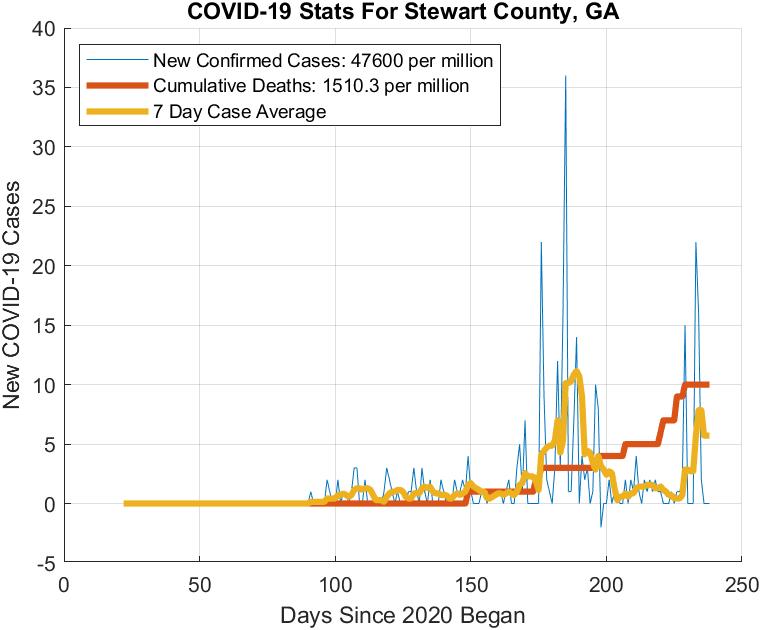 COVID-19 Stats For Stewart County, GA
New Confirmed Cases: 47600 per million
Cumulative Deaths: 1510.3 per million
7 Day Case Average
New COVID-19 Cases
40
35
30
25
20
15
10
5
0
-5
0 50 100 150 200 250
Days Since 2020 Began